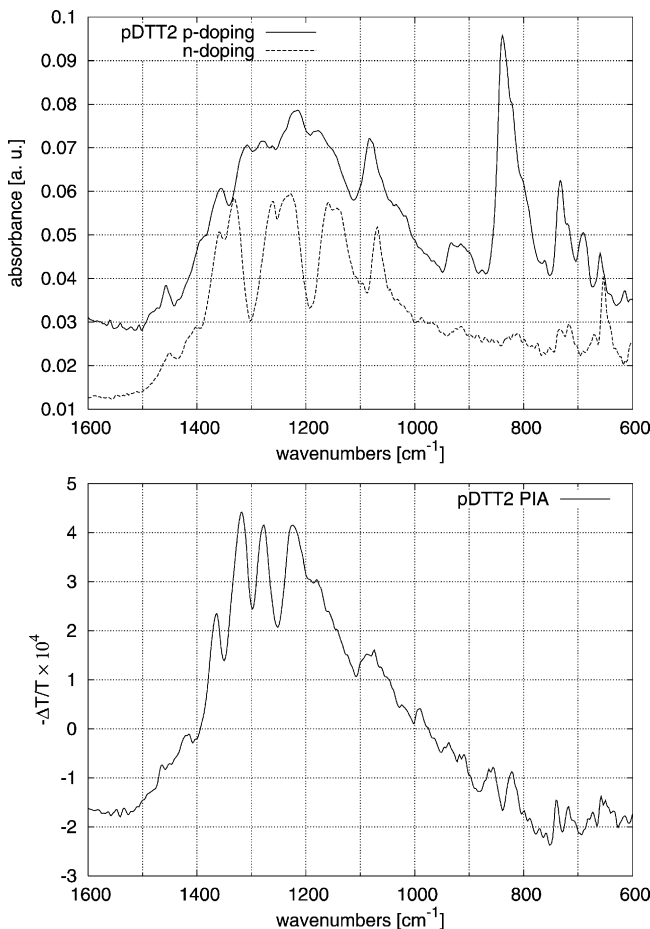 0.1
pDTT2 p-doping
n-doping
0.09
0.08
0.07
0.06
0.05
0.04
0.03
0.02
0.01
absorbance [a. u.]
1600 1400 1200 1000 800 600
wavenumbers [cm⁻¹]
5
pDTT2 PIA
4
3
2
1
0
-1
-2
-3
-ΔT/T × 10⁴
1600 1400 1200 1000 800 600
wavenumbers [cm⁻¹]